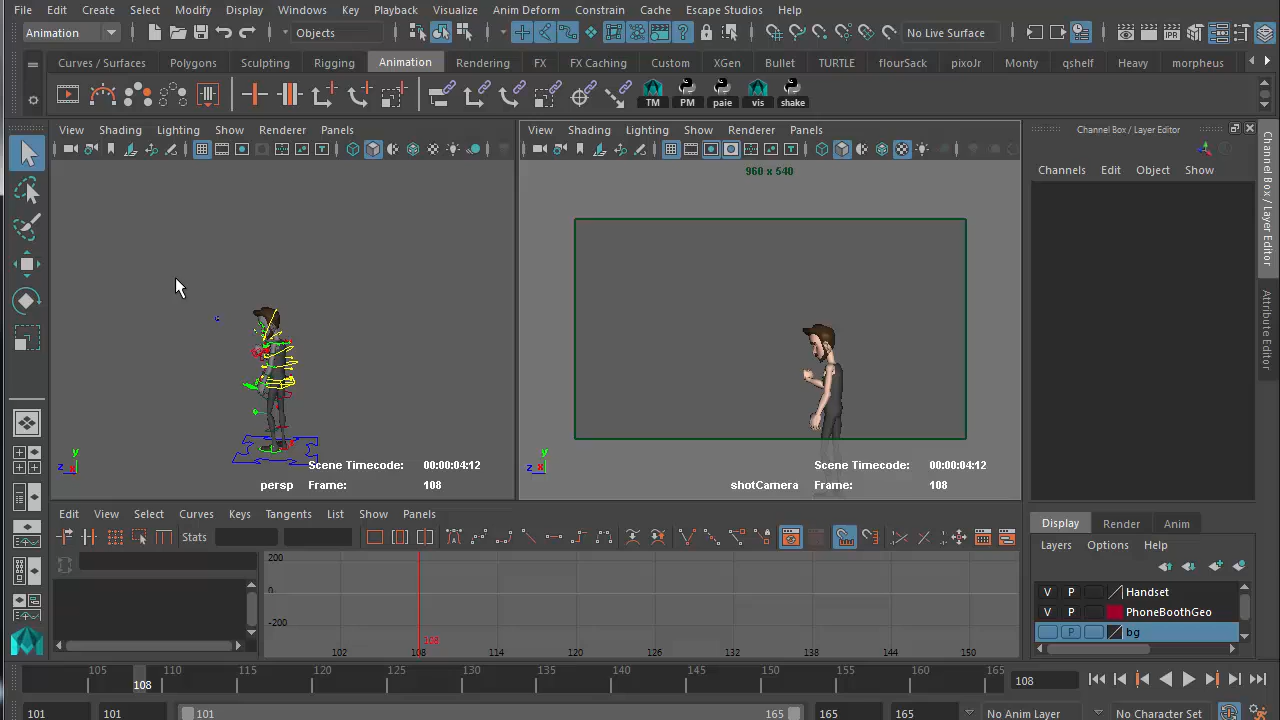 File Edit Create Select Modify Display Windows Key Playback Visualize Anim Deform Constrain Cache Escape Studios Help
Animation Objects No Live Surface
Curves / Surfaces Polygons Sculpting Rigging Animation Rendering FX FX Caching Custom XGen Bullet TURTLE flourSack pixoJr Monty qshelf Heavy morpheus
TM PM paie vis shake
View Shading Lighting Show Renderer Panels View Shading Lighting Show Renderer Panels Channel Box / Layer Editor
960 x 540
Channels Edit Object Show
Channel Box / Layer Editor
Attribute Editor
y
z x
Scene Timecode: 00:00:04:12
persp Frame: 108
y
z x
Scene Timecode: 00:00:04:12
shotCamera Frame: 108
Edit View Select Curves Keys Tangents List Show Panels
Stats
200
0
-200
108
102 108 114 120 126 132 138 144 150
Display Render Anim
Layers Options Help
V P Handset
V P PhoneBoothGeo
P bg
105 108 110 115 120 125 130 135 140 145 150 155 160 165
108
101 101 101 165 165 165 No Anim Layer No Character Set